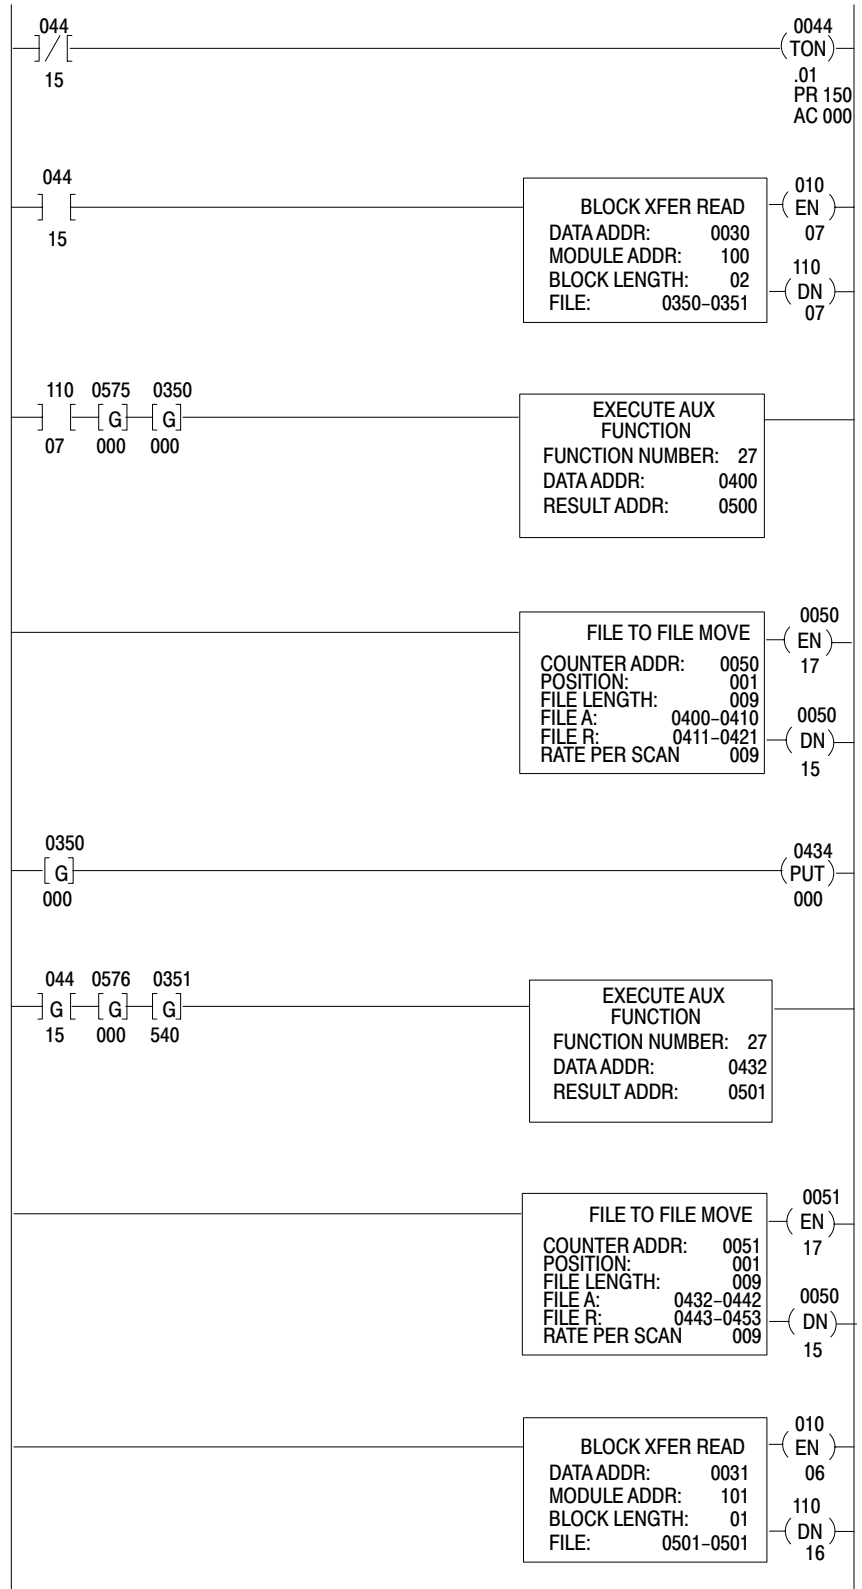 044
15
0044
TON
.01
PR 150
AC 000
044
15
BLOCK XFER READ
DATA ADDR: 0030
MODULE ADDR: 100
BLOCK LENGTH: 02
FILE: 0350–0351
010
EN
07
110
DN
07
110 0575 0350
G G
07 000 000
EXECUTE AUX
FUNCTION
FUNCTION NUMBER: 27
DATA ADDR: 0400
RESULT ADDR: 0500
FILE TO FILE MOVE
COUNTER ADDR: 0050
POSITION: 001
FILE LENGTH: 009
FILE A: 0400–0410
FILE R: 0411–0421
RATE PER SCAN 009
0050
EN
17
0050
DN
15
0350
G
000
0434
PUT
000
044 0576 0351
G G G
15 000 540
EXECUTE AUX
FUNCTION
FUNCTION NUMBER: 27
DATA ADDR: 0432
RESULT ADDR: 0501
FILE TO FILE MOVE
COUNTER ADDR: 0051
POSITION: 001
FILE LENGTH: 009
FILE A: 0432–0442
FILE R: 0443–0453
RATE PER SCAN 009
0051
EN
17
0050
DN
15
BLOCK XFER READ
DATA ADDR: 0031
MODULE ADDR: 101
BLOCK LENGTH: 01
FILE: 0501–0501
010
EN
06
110
DN
16